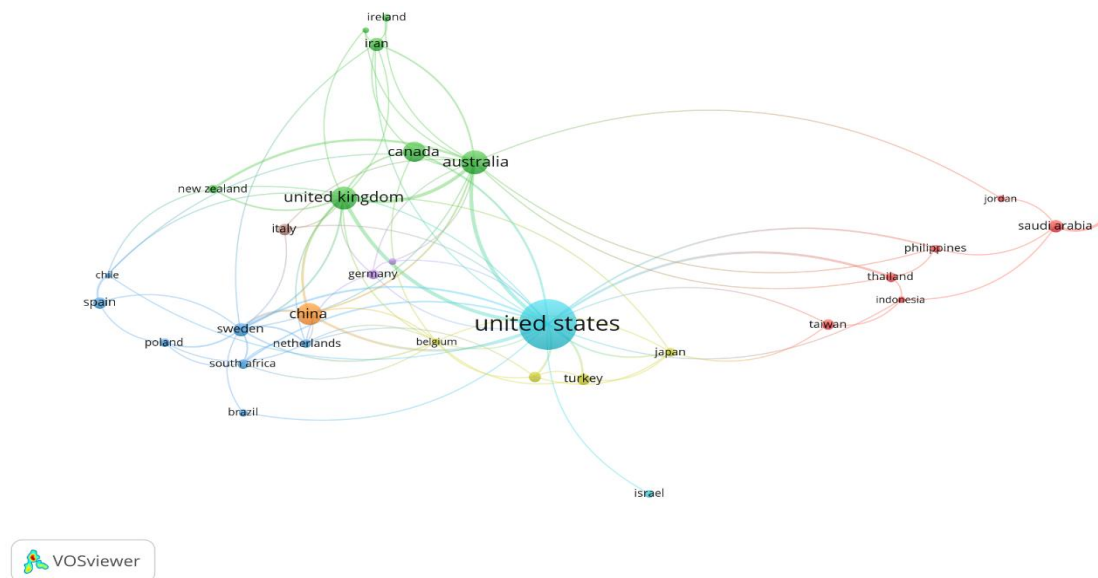 ireland
iran
canada
australia
new zealand
united kingdom
jordan
italy
saudi arabia
philippines
germany
chile
thailand
spain
indonesia
china
united states
taiwan
sweden
poland
netherlands
belgium
japan
south africa
turkey
brazil
israel
VOSviewer